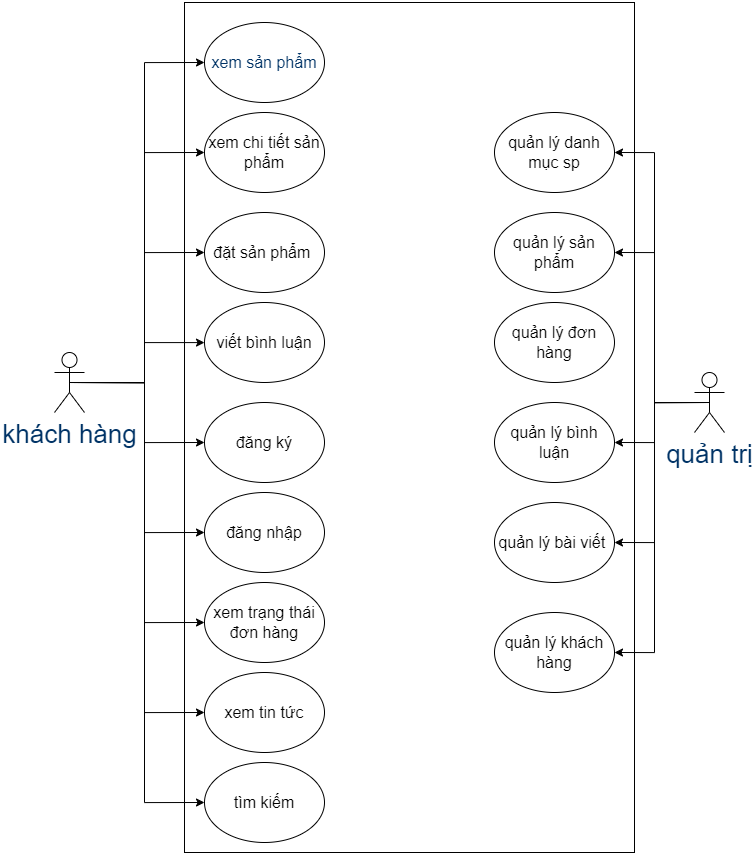 xem sản phẩm
xem chi tiết sản
phẩm
đặt sản phẩm
viết bình luận
đăng ký
đăng nhập
xem trạng thái
đơn hàng
xem tin tức
tìm kiếm
khách hàng
quản lý danh
mục sp
quản lý sản
phẩm
quản lý đơn
hàng
quản lý bình
luận
quản lý bài viết
quản lý khách
hàng
quản trị